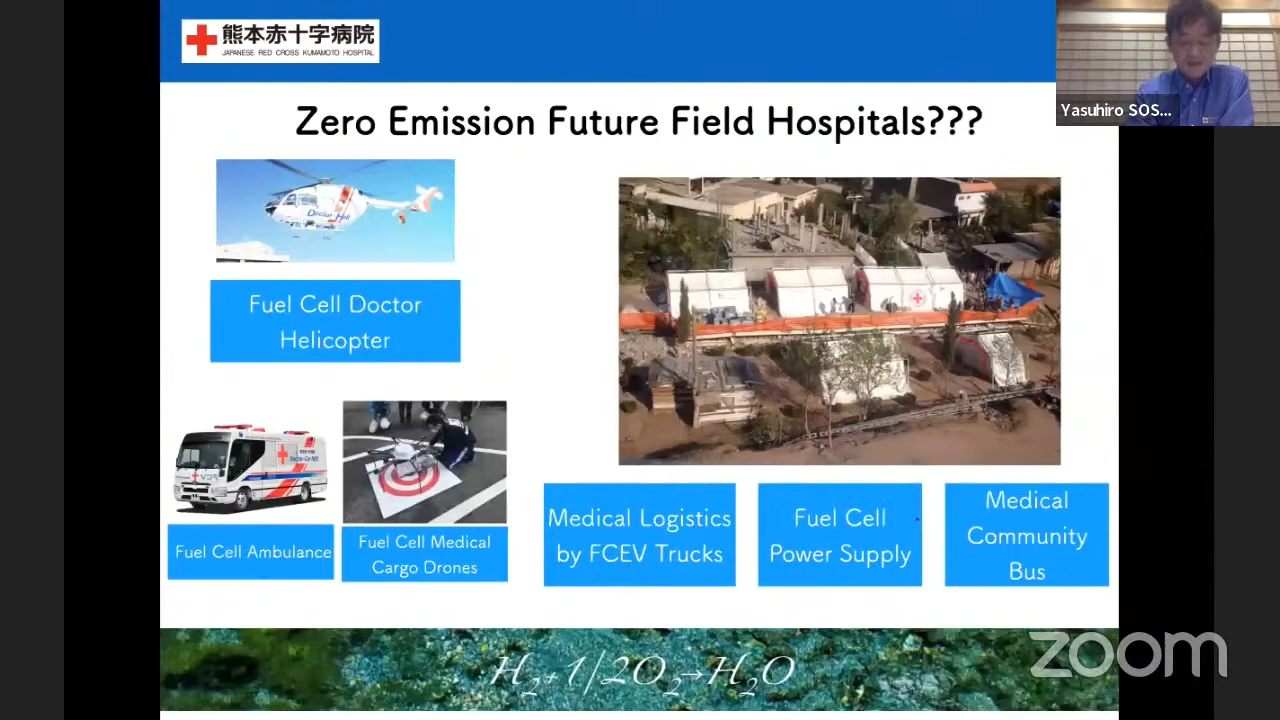 熊本赤十字病院
JAPANESE RED CROSS KUMAMOTO HOSPITAL
Yasuhiro SOS...
Zero Emission Future Field Hospitals???
Doctor Heli
Fuel Cell Doctor
Helicopter
Fuel Cell Ambulance
Fuel Cell Medical
Cargo Drones
Medical Logistics
by FCEV Trucks
Fuel Cell
Power Supply
Medical
Community
Bus
H₂+1/2O₂→H₂O
zoom